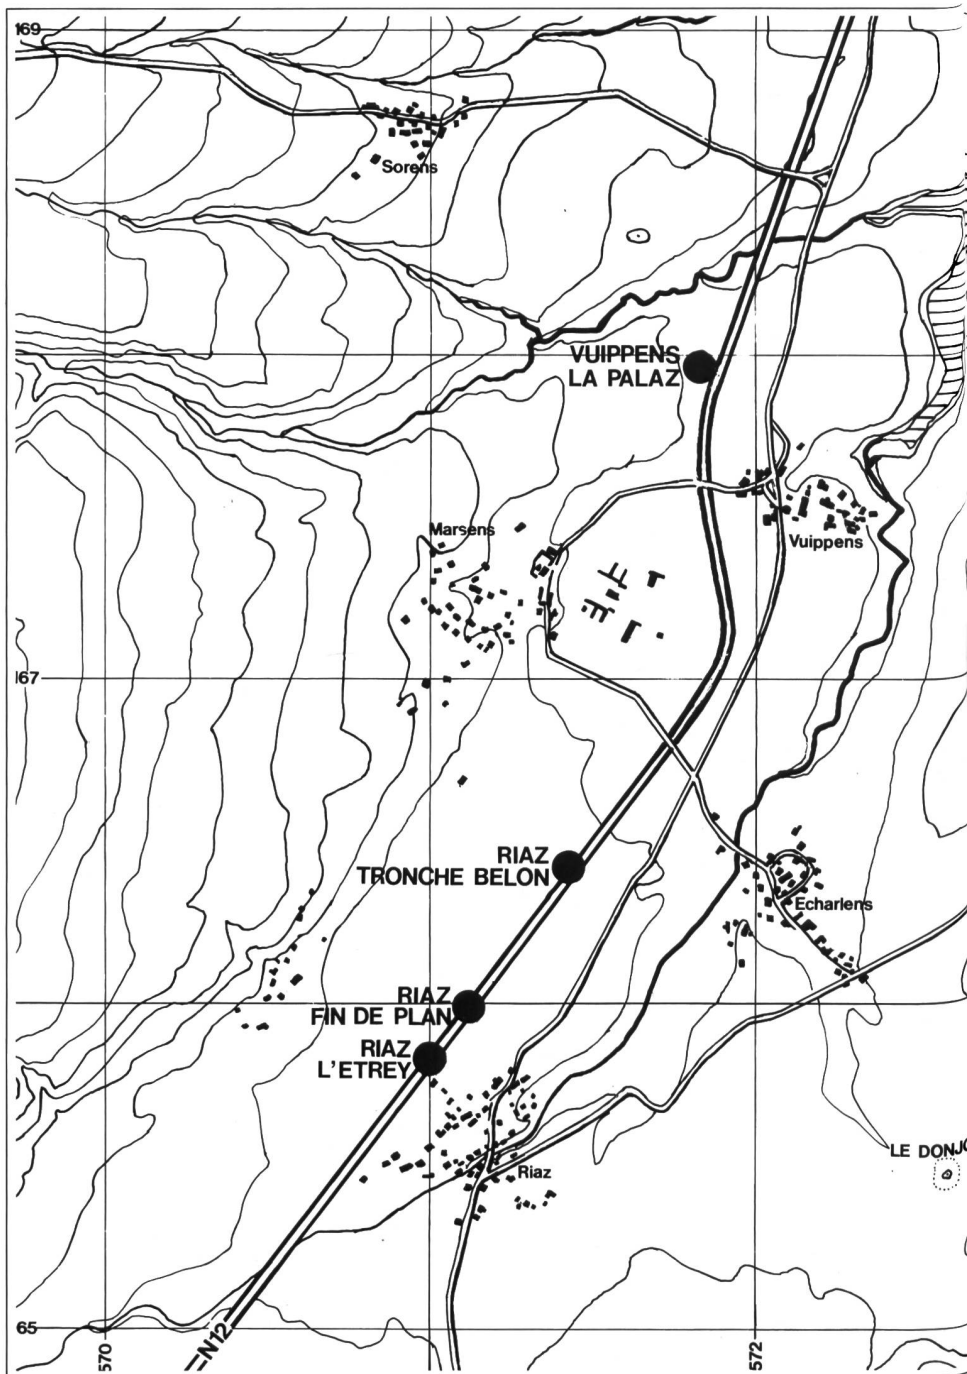 169
Sorens
VUIPPENS
LA PALAZ
Marsens
Vuippens
167
RIAZ
TRONCHE BELON
Echarlens
RIAZ
FIN DE PLAN
RIAZ
L'ETREY
LE DONJO
Riaz
65
N12
570
572